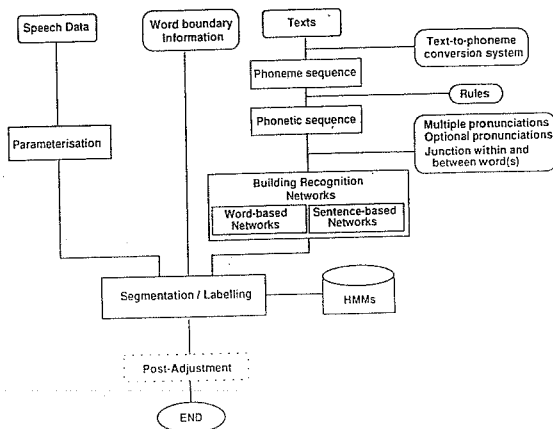 Speech Data
Word boundary
Information
Texts
Text-to-phoneme
conversion system
Phoneme sequence
Rules
Phonetic sequence
Parameterisation
Multiple pronunciations
Optional pronunciations
Junction within and
between word(s)
Building Recognition
Networks
Word-based
Networks
Sentence-based
Networks
Segmentation / Labelling
HMMs
Post-Adjustment
END